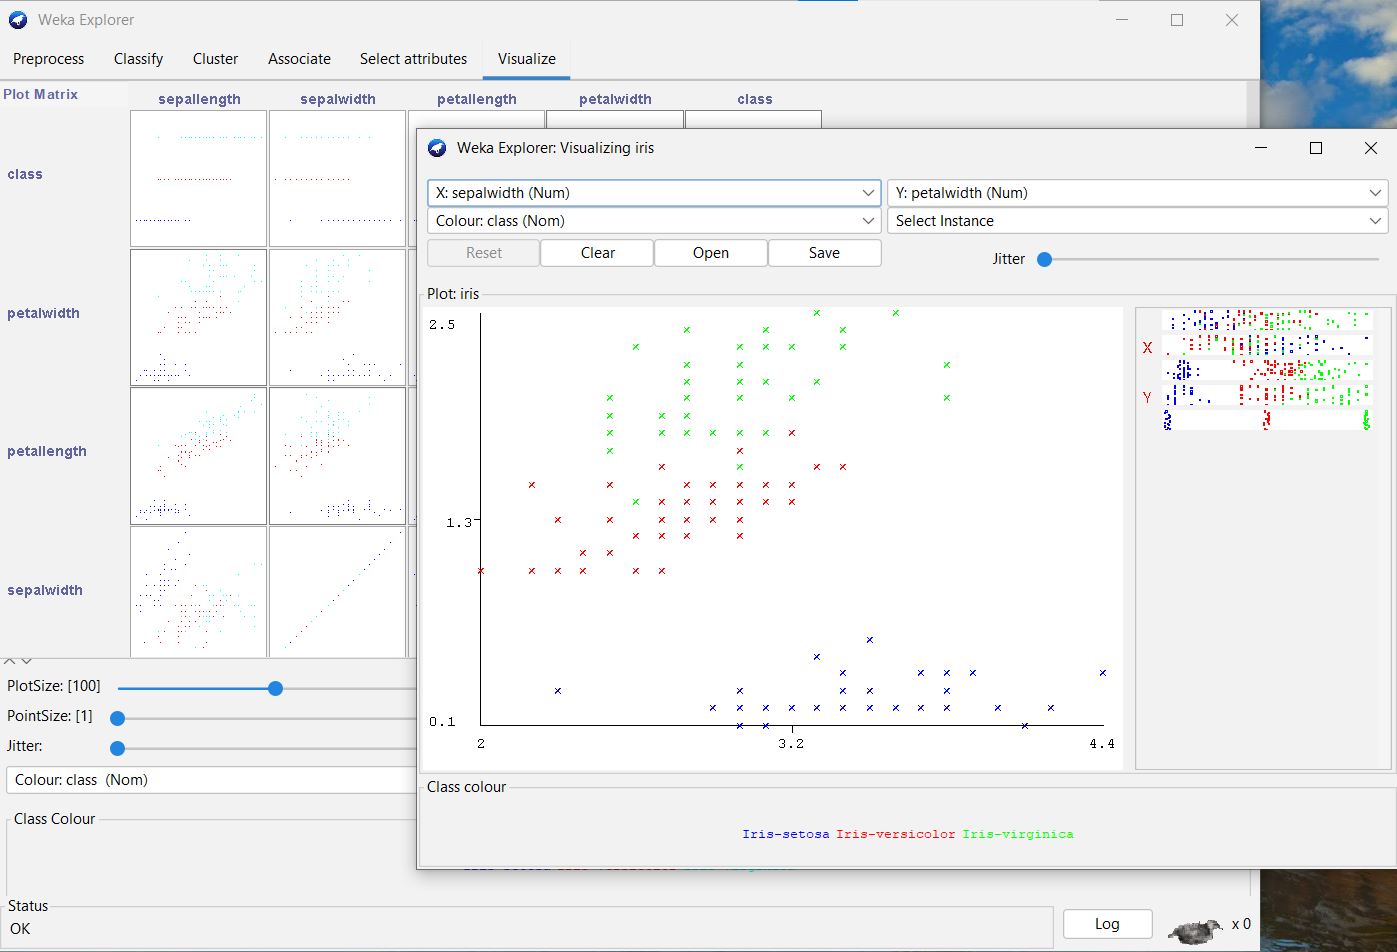 Weka Explorer
Preprocess Classify Cluster Associate Select attributes Visualize
Plot Matrix sepallength sepalwidth petallength petalwidth class
class
petalwidth
petallength
sepalwidth
PlotSize: [100]
PointSize: [1]
Jitter:
Colour: class (Nom)
Class Colour
Status
OK
Log
x 0
Weka Explorer: Visualizing iris
X: sepalwidth (Num) Y: petalwidth (Num)
Colour: class (Nom) Select Instance
Reset Clear Open Save Jitter
Plot: iris
2.5
1.3
0.1
2 3.2 4.4
X
Y
Class colour
Iris-setosa Iris-versicolor Iris-virginica